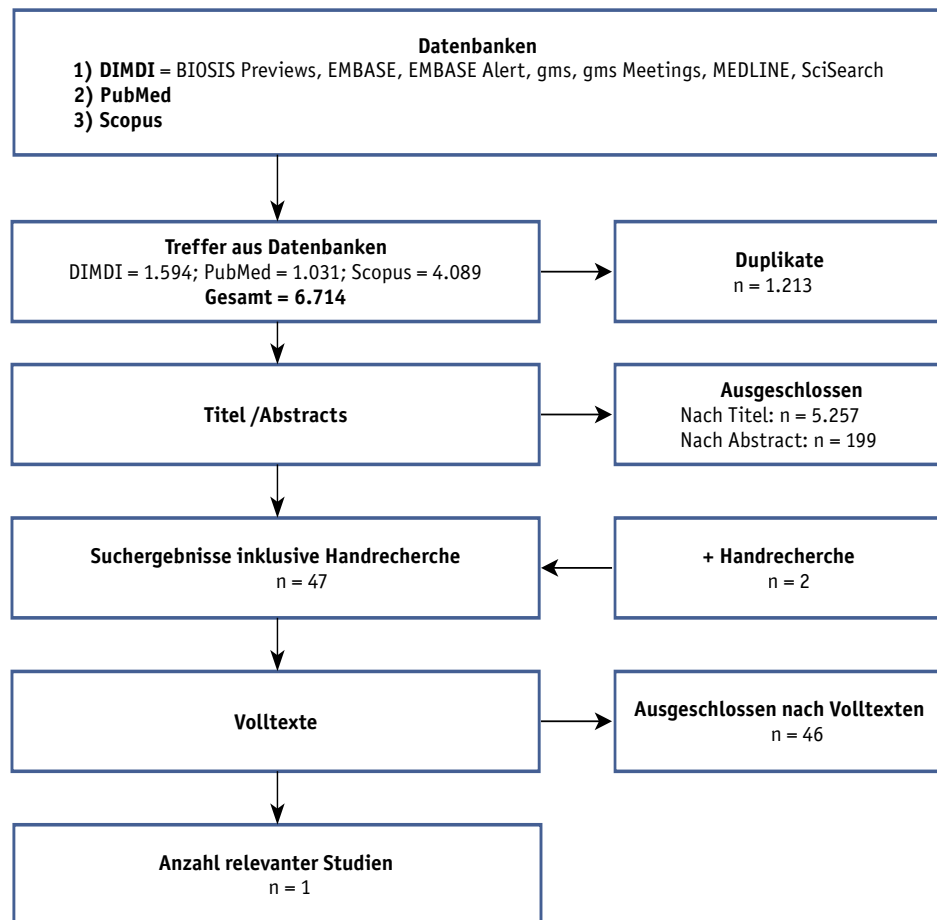 Datenbanken
1) DIMDI = BIOSIS Previews, EMBASE, EMBASE Alert, gms, gms Meetings, MEDLINE, SciSearch
2) PubMed
3) Scopus
Treffer aus Datenbanken
DIMDI = 1.594; PubMed = 1.031; Scopus = 4.089
Gesamt = 6.714
Duplikate
n = 1.213
Titel /Abstracts
Ausgeschlossen
Nach Titel: n = 5.257
Nach Abstract: n = 199
Suchergebnisse inklusive Handrecherche
n = 47
+ Handrecherche
n = 2
Volltexte
Ausgeschlossen nach Volltexten
n = 46
Anzahl relevanter Studien
n = 1